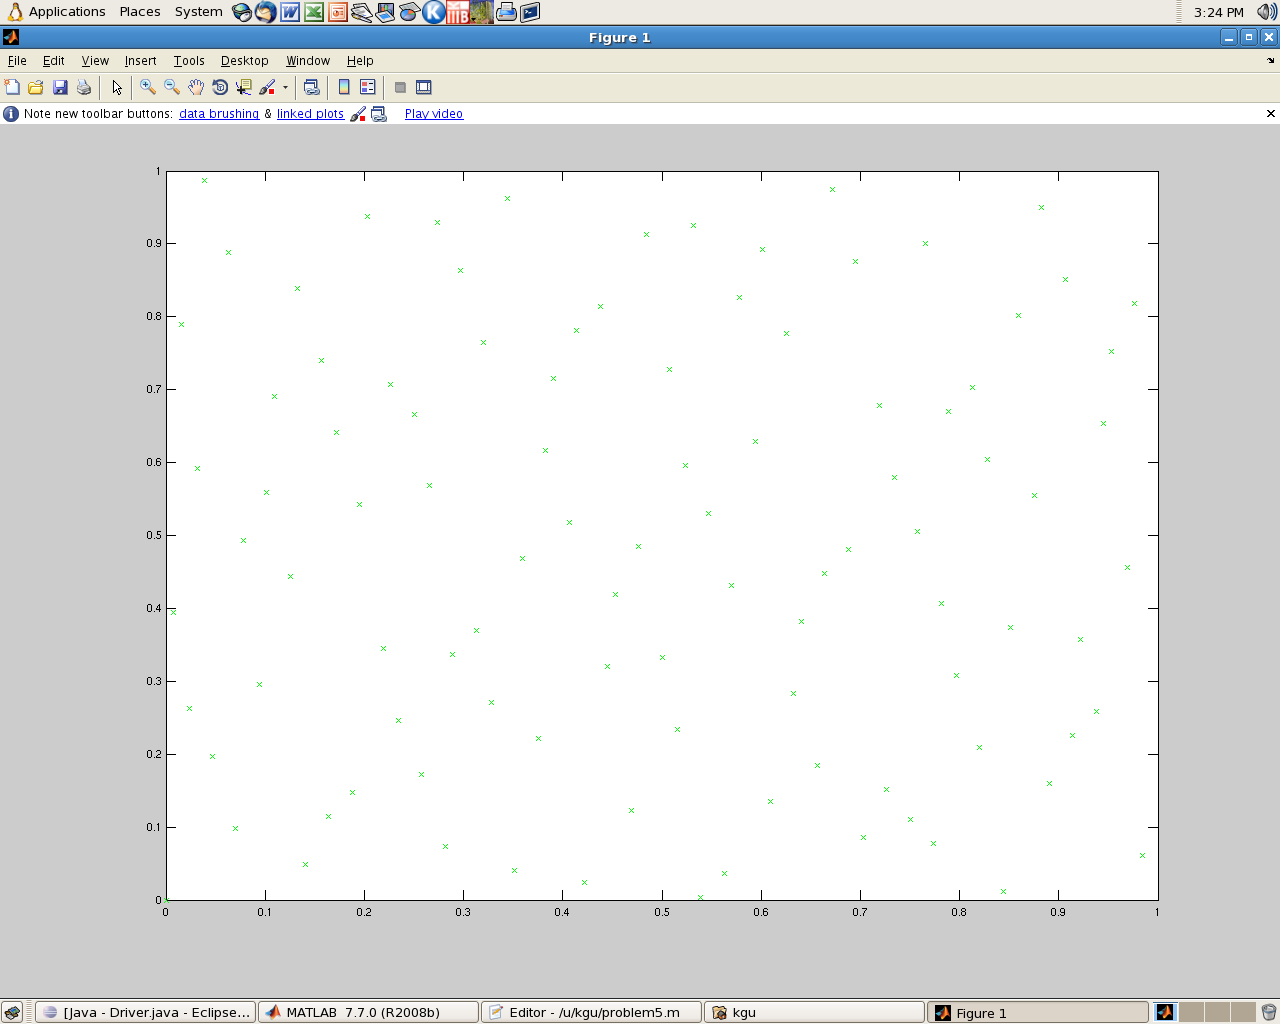 Applications Places System 3:24 PM
Figure 1
File Edit View Insert Tools Desktop Window Help
Note new toolbar buttons: data brushing & linked plots Play video
1
0.9
0.8
0.7
0.6
0.5
0.4
0.3
0.2
0.1
0
0 0.1 0.2 0.3 0.4 0.5 0.6 0.7 0.8 0.9 1
[Java - Driver.java - Eclipse... MATLAB 7.7.0 (R2008b) Editor - /u/kgu/problem5.m kgu Figure 1